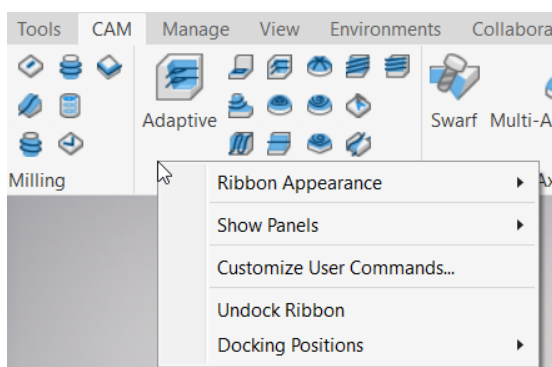 Tools CAM Manage View Environments Collabora
Adaptive Swarf Multi-A
Milling
Ribbon Appearance
Show Panels
Customize User Commands...
Undock Ribbon
Docking Positions